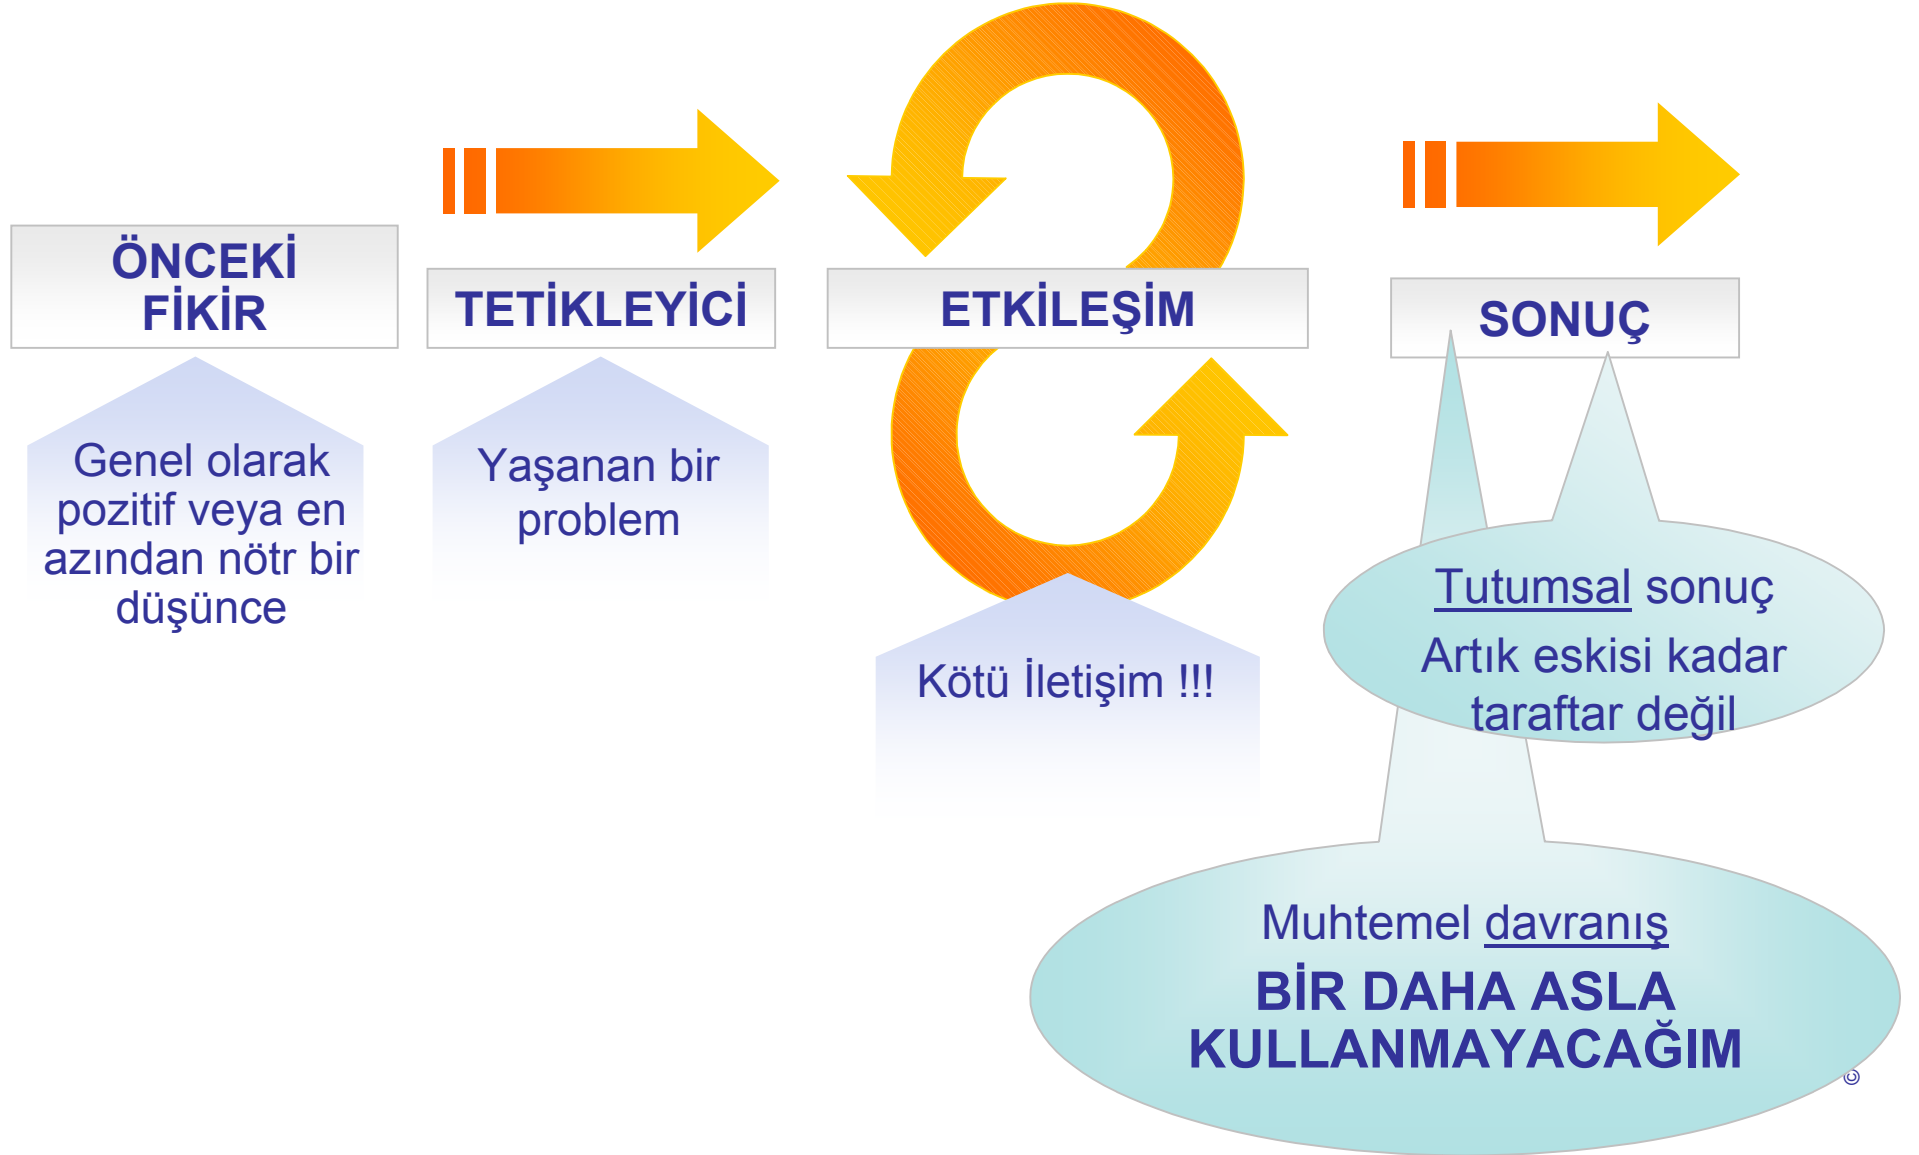 ÖNCEKİ
FİKİR
TETİKLEYİCİ
ETKİLEŞİM
SONUÇ
Genel olarak
pozitif veya en
azından nötr bir
düşünce
Yaşanan bir
problem
Kötü İletişim !!!
Tutumsal sonuç
Artık eskisi kadar
taraftar değil
Muhtemel davranış
BİR DAHA ASLA
KULLANMAYACAĞIM
©